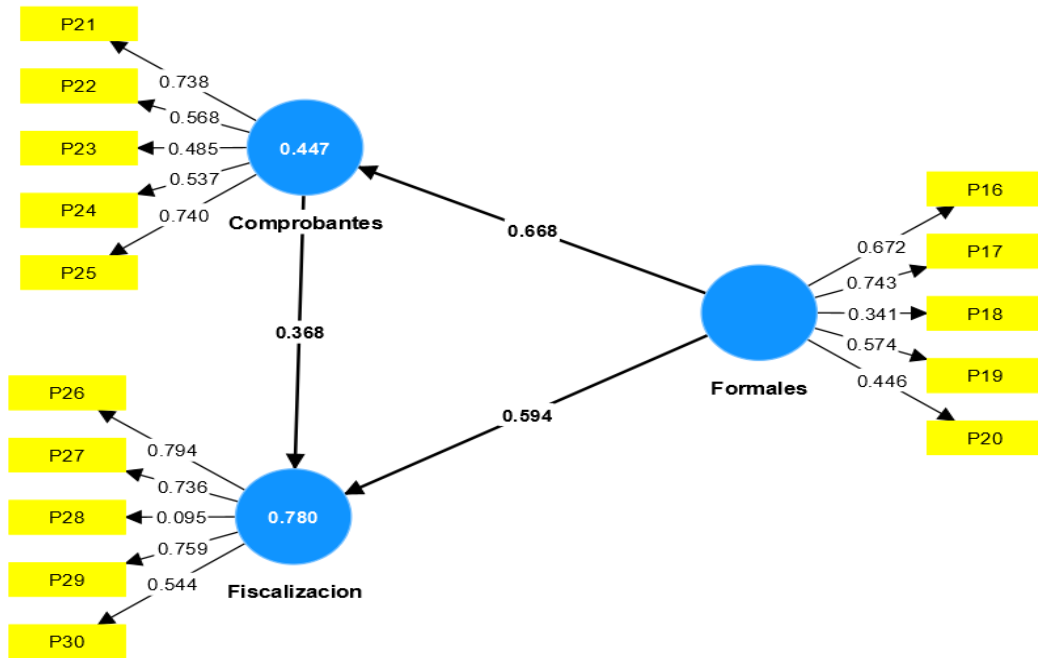 P21
P22
P23
P24
P25
0.738
0.568
0.485
0.537
0.740
0.447
Comprobantes
0.668
0.368
0.594
P16
P17
P18
P19
P20
0.672
0.743
0.341
0.574
0.446
Formales
P26
P27
P28
P29
P30
0.794
0.736
0.095
0.759
0.544
0.780
Fiscalizacion